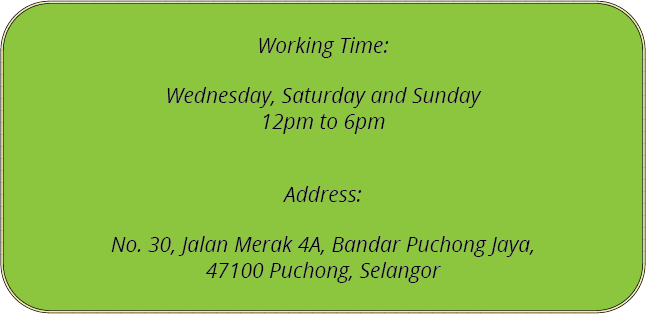 Working Time:
Wednesday, Saturday and Sunday
12pm to 6pm
Address:
No. 30, Jalan Merak 4A, Bandar Puchong Jaya,
47100 Puchong, Selangor